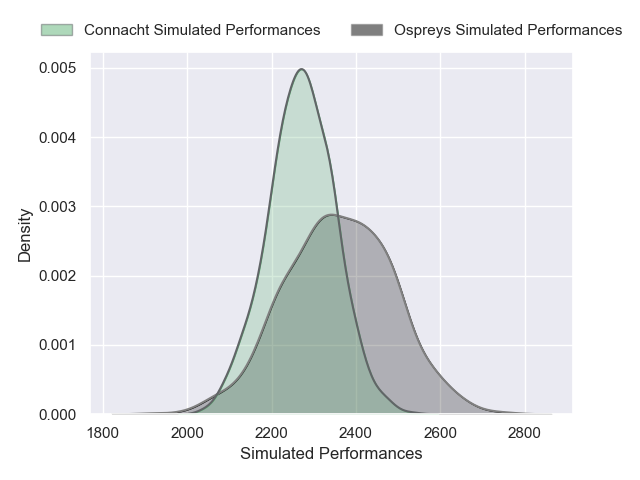 Connacht Simulated Performances Ospreys Simulated Performances
0.005
0.004
0.003
0.002
0.001
0.000
Density
1800 2000 2200 2400 2600 2800
Simulated Performances